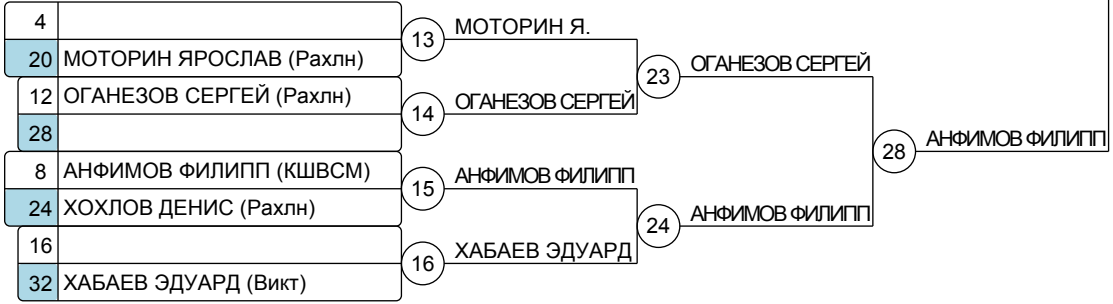 4
13
МОТОРИН Я.
20 МОТОРИН ЯРОСЛАВ (Рахлн)
23
ОГАНЕЗОВ СЕРГЕЙ
12 ОГАНЕЗОВ СЕРГЕЙ (Рахлн)
14
ОГАНЕЗОВ СЕРГЕЙ
28
28
АНФИМОВ ФИЛИПП
8 АНФИМОВ ФИЛИПП (КШВСМ)
15
АНФИМОВ ФИЛИПП
24 ХОХЛОВ ДЕНИС (Рахлн)
24
АНФИМОВ ФИЛИПП
16
16
ХАБАЕВ ЭДУАРД
32 ХАБАЕВ ЭДУАРД (Викт)